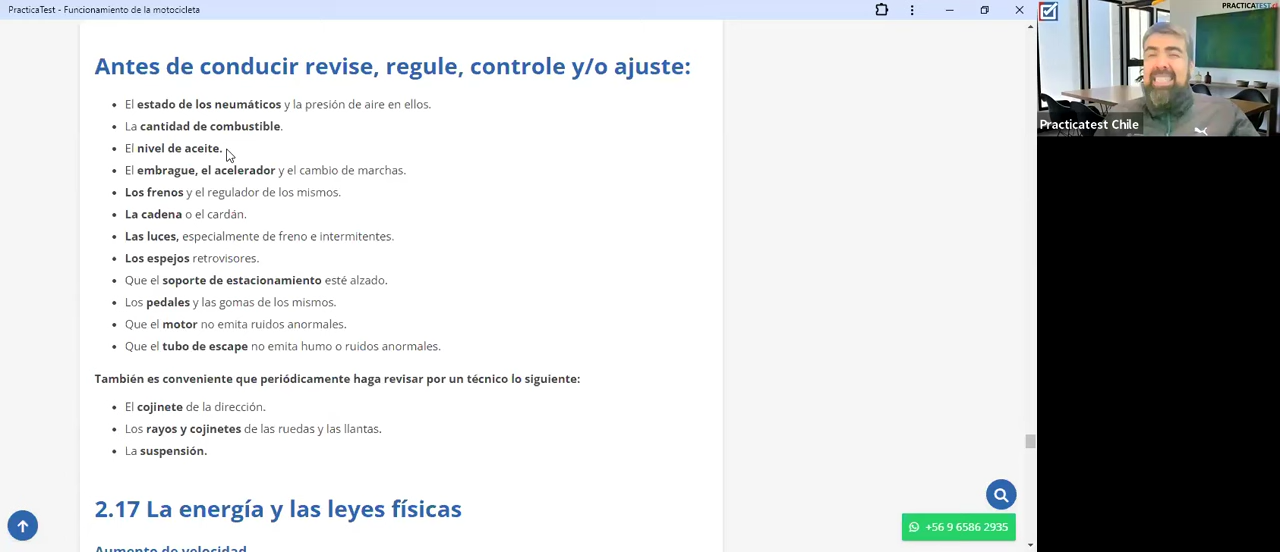 PracticaTest - Funcionamiento de la motocicleta
PRACTICATEST
Antes de conducir revise, regule, controle y/o ajuste:
El estado de los neumáticos y la presión de aire en ellos.
La cantidad de combustible.
El nivel de aceite.
El embrague, el acelerador y el cambio de marchas.
Los frenos y el regulador de los mismos.
La cadena o el cardán.
Las luces, especialmente de freno e intermitentes.
Los espejos retrovisores.
Que el soporte de estacionamiento esté alzado.
Los pedales y las gomas de los mismos.
Que el motor no emita ruidos anormales.
Que el tubo de escape no emita humo o ruidos anormales.
También es conveniente que periódicamente haga revisar por un técnico lo siguiente:
El cojinete de la dirección.
Los rayos y cojinetes de las ruedas y las llantas.
La suspensión.
2.17 La energía y las leyes físicas
Aumento de velocidad
+56 9 6586 2935
Practicatest Chile